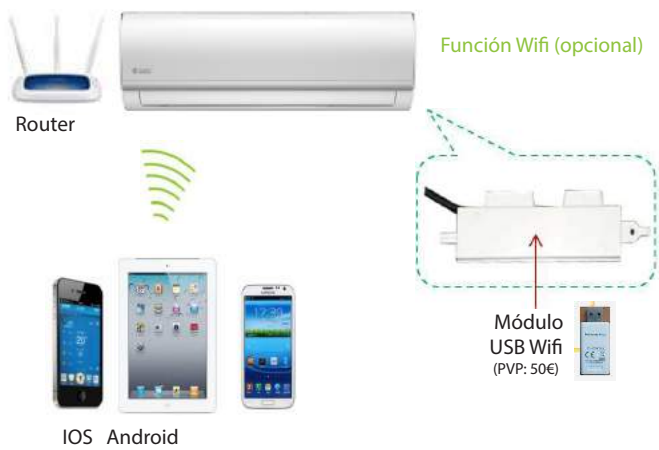 Función Wifi (opcional)
Router
Módulo
USB Wifi
(PVP: 50€)
IOS Android